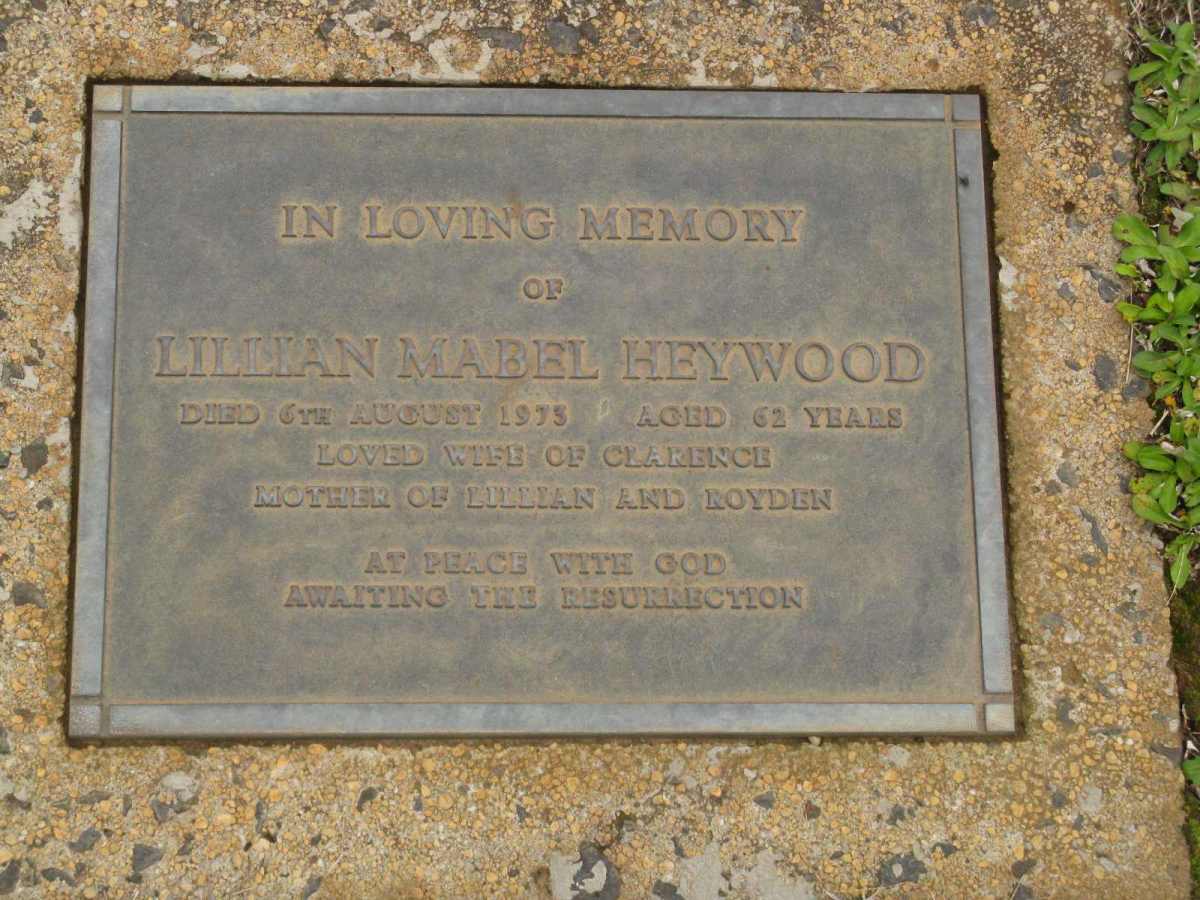 IN LOVING MEMORY
OF
LILLIAN MABEL HEYWOOD
DIED 6TH AUGUST 1973 AGED 62 YEARS
LOVED WIFE OF CLARENCE
MOTHER OF LILLIAN AND ROYDEN
AT PEACE WITH GOD
AWAITING THE RESURRECTION